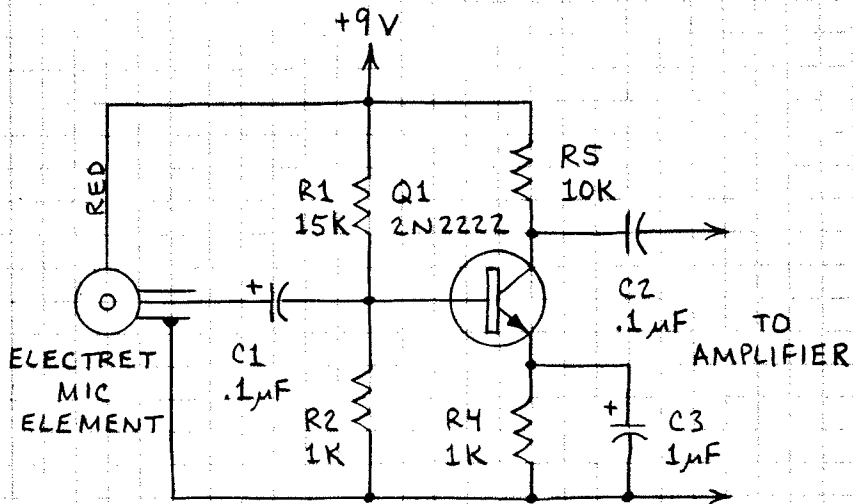 +9V
RED
R1
15K
Q1
2N2222
R5
10K
+
C1
.1μF
C2
.1μF
TO
AMPLIFIER
ELECTRET
MIC
ELEMENT
R2
1K
R4
1K
+
C3
1μF